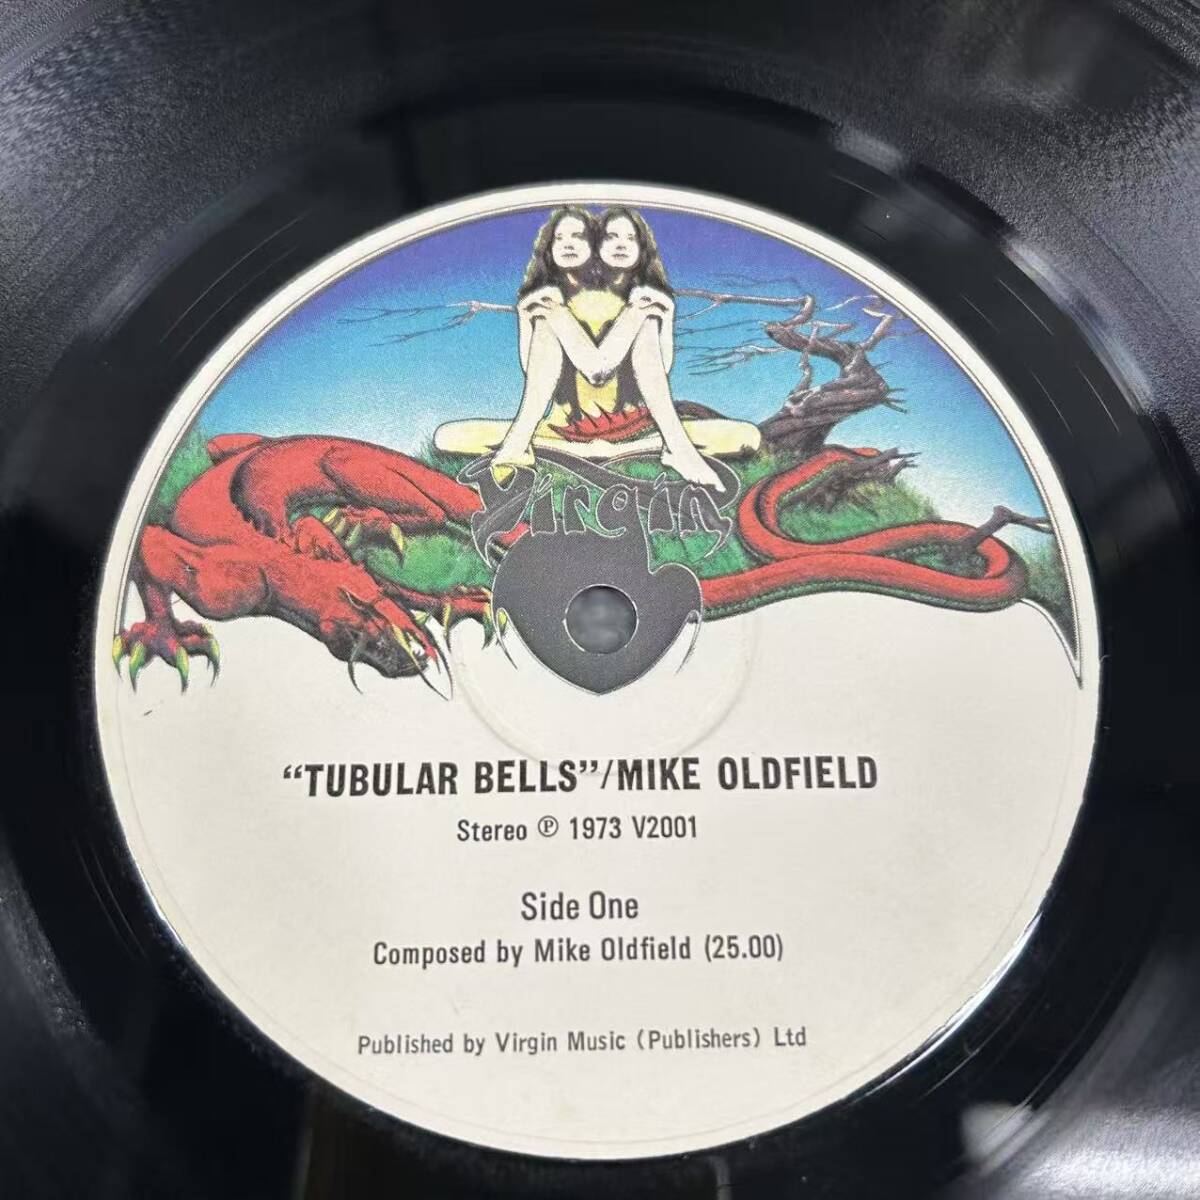 Virgin
“TUBULAR BELLS”/MIKE OLDFIELD
Stereo ℗ 1973 V2001
Side One
Composed by Mike Oldfield (25.00)
Published by Virgin Music (Publishers) Ltd